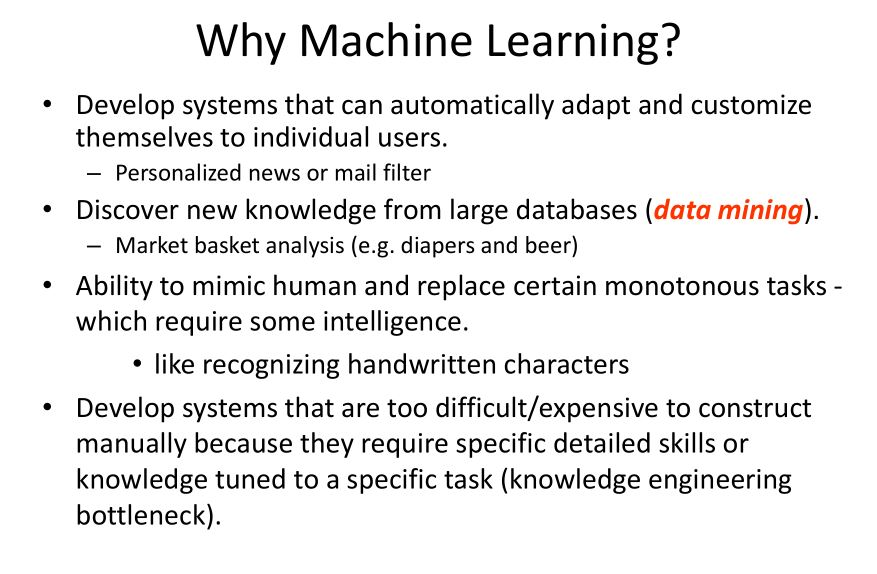 Why Machine Learning?
• Develop systems that can automatically adapt and customize
themselves to individual users.
– Personalized news or mail filter
• Discover new knowledge from large databases (data mining).
– Market basket analysis (e.g. diapers and beer)
• Ability to mimic human and replace certain monotonous tasks -
which require some intelligence.
• like recognizing handwritten characters
• Develop systems that are too difficult/expensive to construct
manually because they require specific detailed skills or
knowledge tuned to a specific task (knowledge engineering
bottleneck).